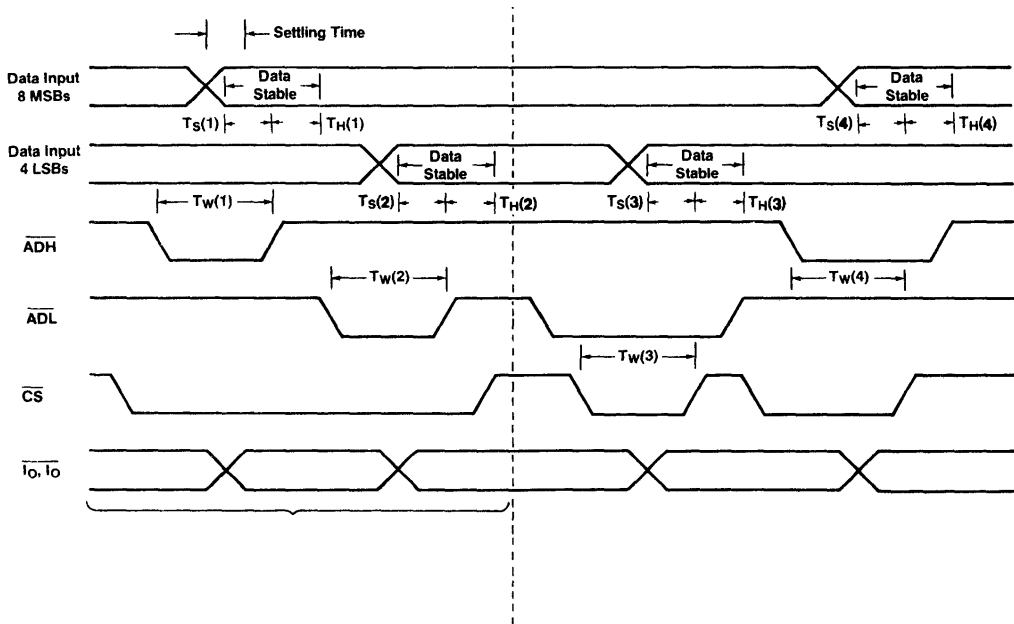 Settling Time
Data Input
8 MSBs
Data
Stable
Data
Stable
TS(1)
TH(1)
TS(4)
TH(4)
Data Input
4 LSBs
Data
Stable
Data
Stable
TW(1)
TS(2)
TH(2)
TS(3)
TH(3)
ADH
TW(2)
TW(4)
ADL
TW(3)
CS
IO, IO